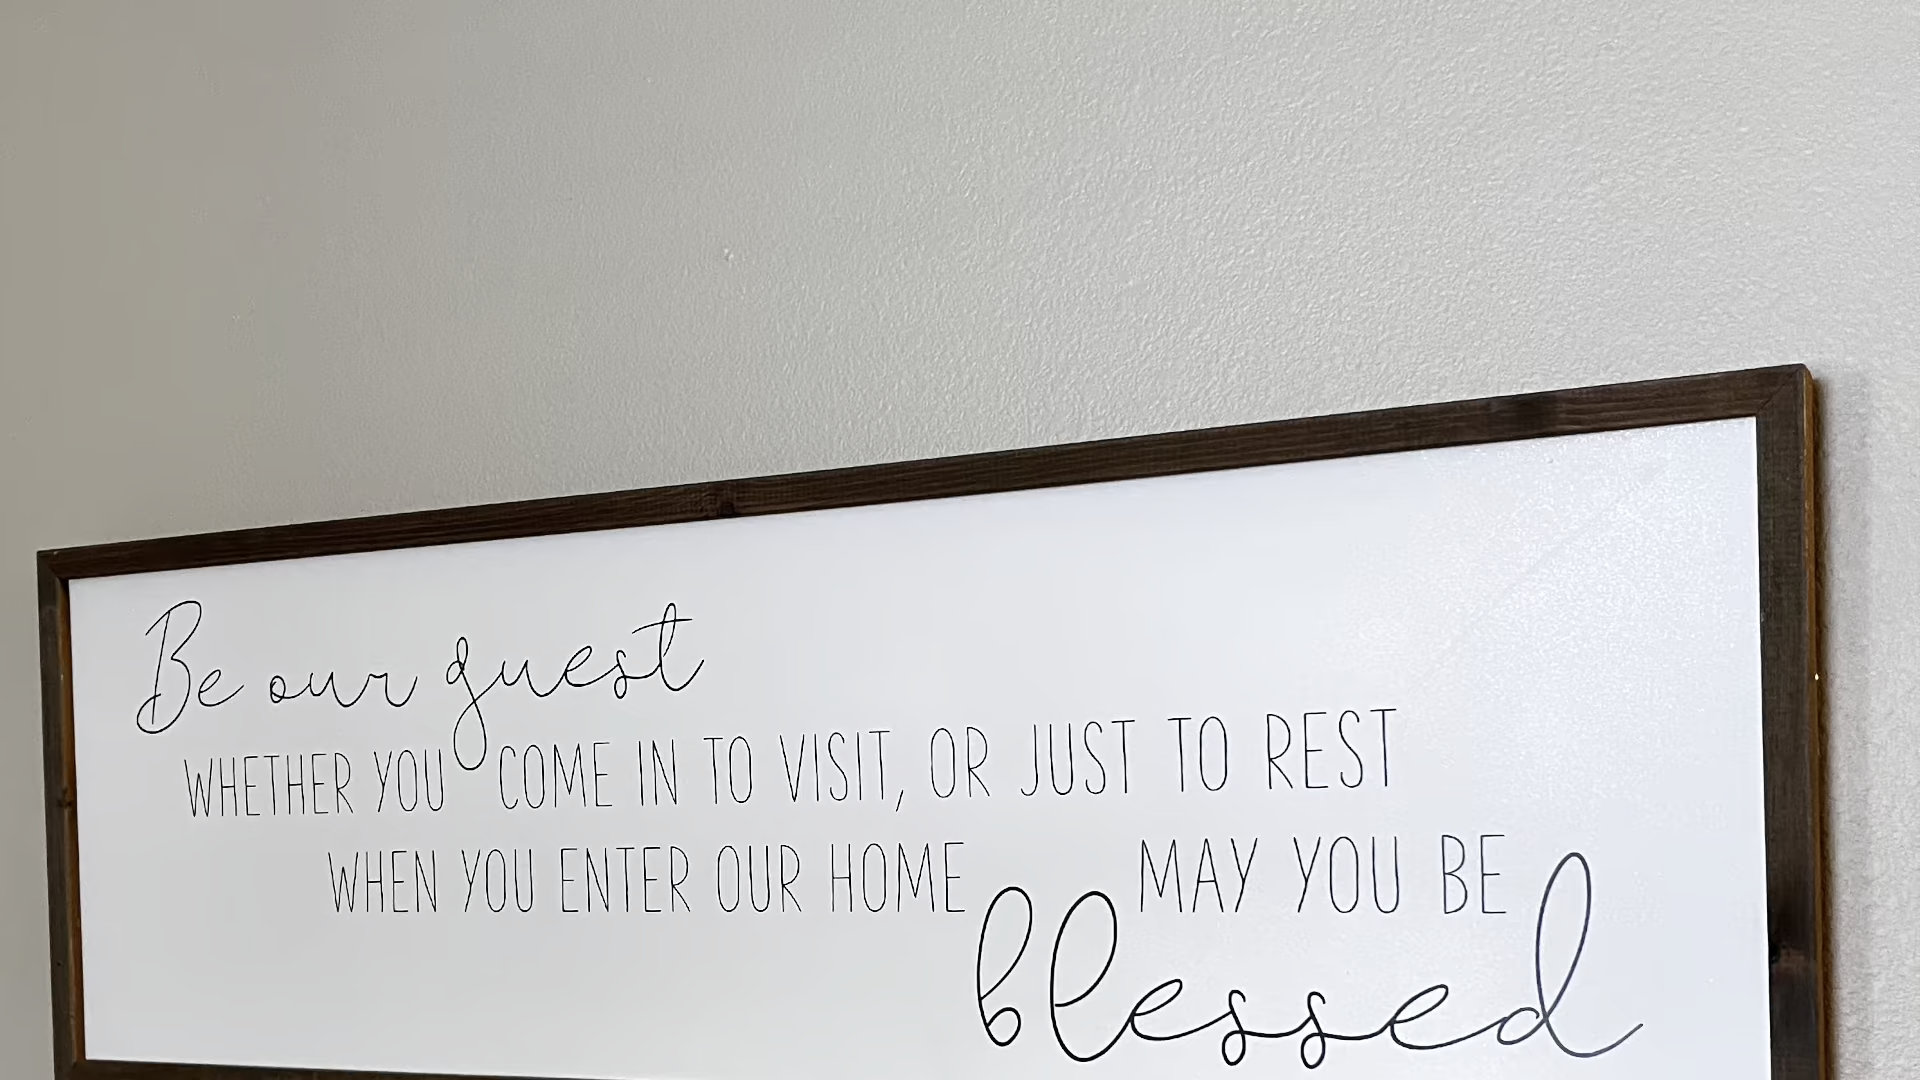 Be our guest
WHETHER YOU COME IN TO VISIT, OR JUST TO REST
WHEN YOU ENTER OUR HOME MAY YOU BE
blessed